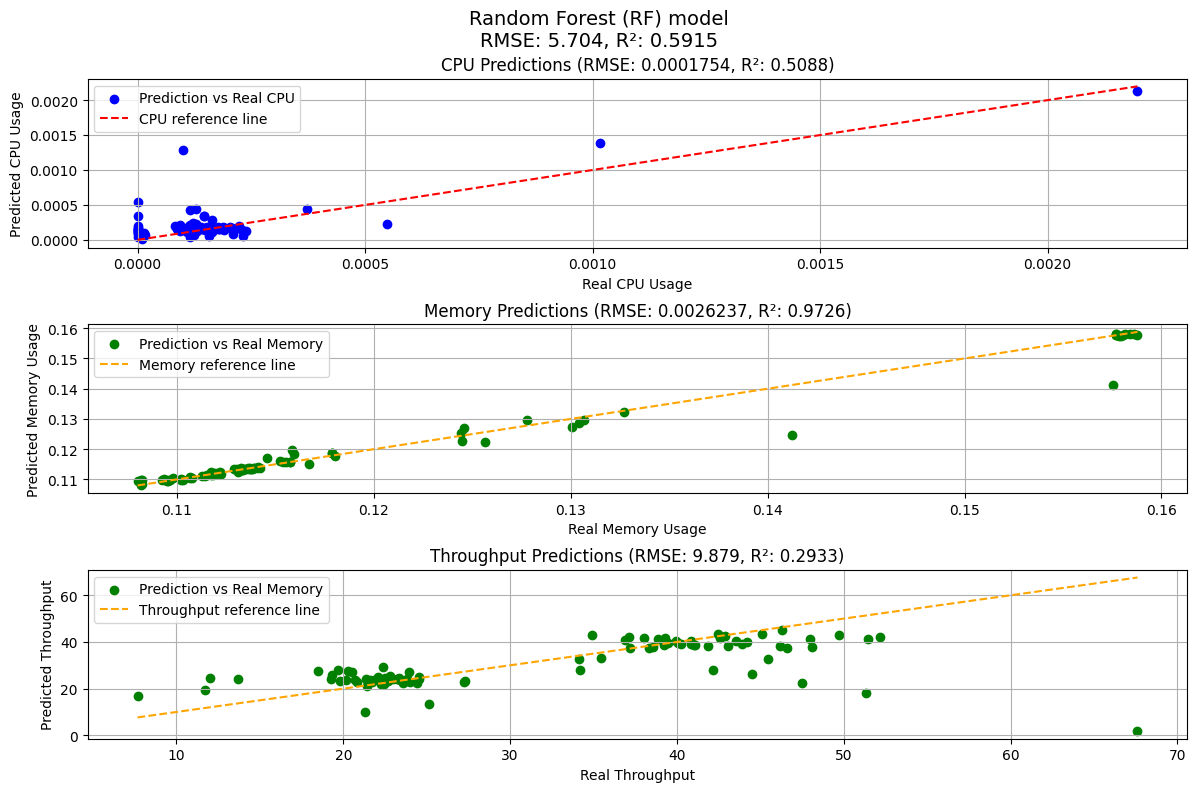 Random Forest (RF) model
RMSE: 5.704, R²: 0.5915
CPU Predictions (RMSE: 0.0001754, R²: 0.5088)
Predicted CPU Usage
0.0020
0.0015
0.0010
0.0005
0.0000
Prediction vs Real CPU
CPU reference line
0.0000 0.0005 0.0010 0.0015 0.0020
Real CPU Usage
Memory Predictions (RMSE: 0.0026237, R²: 0.9726)
Predicted Memory Usage
0.16
0.15
0.14
0.13
0.12
0.11
Prediction vs Real Memory
Memory reference line
0.11 0.12 0.13 0.14 0.15 0.16
Real Memory Usage
Throughput Predictions (RMSE: 9.879, R²: 0.2933)
Predicted Throughput
60
40
20
0
Prediction vs Real Memory
Throughput reference line
10 20 30 40 50 60 70
Real Throughput